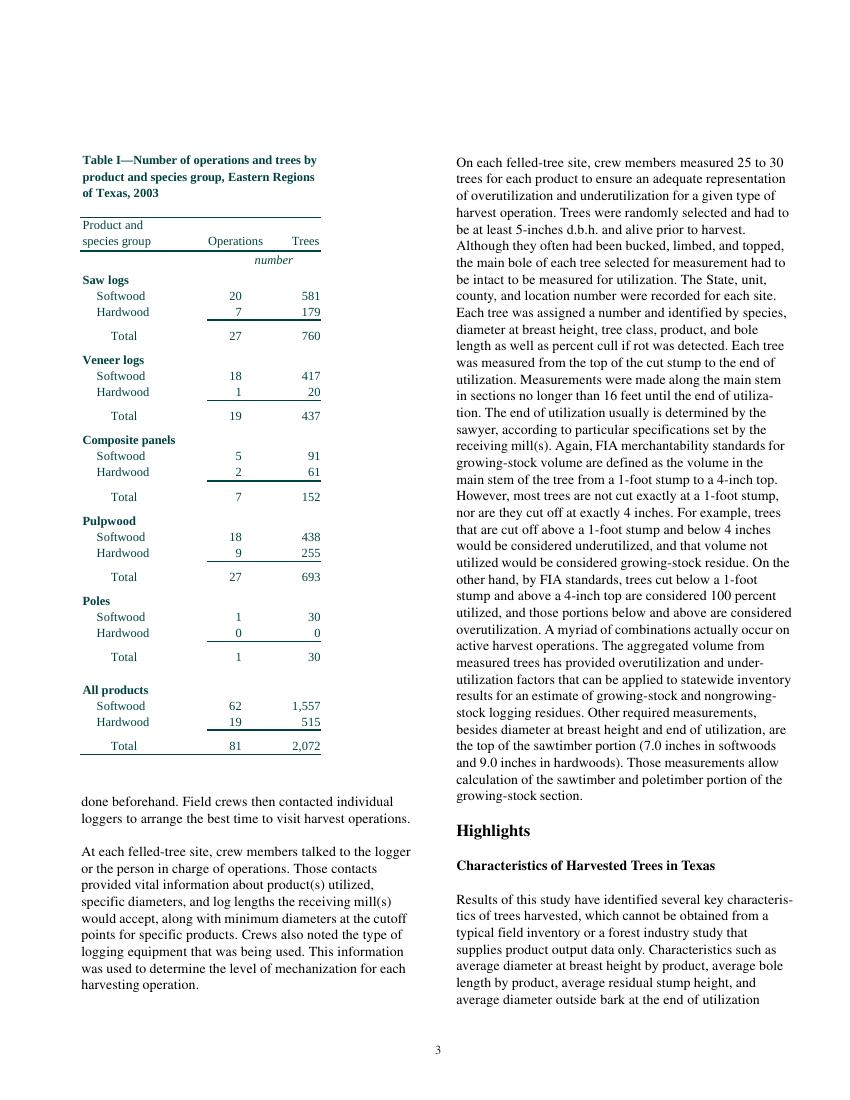 Table I—Number of operations and trees by
product and species group, Eastern Regions
of Texas, 2003
Product and
species group Operations Trees
number
Saw logs
Softwood 20 581
Hardwood 7 179
Total 27 760
Veneer logs
Softwood 18 417
Hardwood 1 20
Total 19 437
Composite panels
Softwood 5 91
Hardwood 2 61
Total 7 152
Pulpwood
Softwood 18 438
Hardwood 9 255
Total 27 693
Poles
Softwood 1 30
Hardwood 0 0
Total 1 30
All products
Softwood 62 1,557
Hardwood 19 515
Total 81 2,072
done beforehand. Field crews then contacted individual
loggers to arrange the best time to visit harvest operations.
At each felled-tree site, crew members talked to the logger
or the person in charge of operations. Those contacts
provided vital information about product(s) utilized,
specific diameters, and log lengths the receiving mill(s)
would accept, along with minimum diameters at the cutoff
points for specific products. Crews also noted the type of
logging equipment that was being used. This information
was used to determine the level of mechanization for each
harvesting operation.
On each felled-tree site, crew members measured 25 to 30
trees for each product to ensure an adequate representation
of overutilization and underutilization for a given type of
harvest operation. Trees were randomly selected and had to
be at least 5-inches d.b.h. and alive prior to harvest.
Although they often had been bucked, limbed, and topped,
the main bole of each tree selected for measurement had to
be intact to be measured for utilization. The State, unit,
county, and location number were recorded for each site.
Each tree was assigned a number and identified by species,
diameter at breast height, tree class, product, and bole
length as well as percent cull if rot was detected. Each tree
was measured from the top of the cut stump to the end of
utilization. Measurements were made along the main stem
in sections no longer than 16 feet until the end of utiliza-
tion. The end of utilization usually is determined by the
sawyer, according to particular specifications set by the
receiving mill(s). Again, FIA merchantability standards for
growing-stock volume are defined as the volume in the
main stem of the tree from a 1-foot stump to a 4-inch top.
However, most trees are not cut exactly at a 1-foot stump,
nor are they cut off at exactly 4 inches. For example, trees
that are cut off above a 1-foot stump and below 4 inches
would be considered underutilized, and that volume not
utilized would be considered growing-stock residue. On the
other hand, by FIA standards, trees cut below a 1-foot
stump and above a 4-inch top are considered 100 percent
utilized, and those portions below and above are considered
overutilization. A myriad of combinations actually occur on
active harvest operations. The aggregated volume from
measured trees has provided overutilization and under-
utilization factors that can be applied to statewide inventory
results for an estimate of growing-stock and nongrowing-
stock logging residues. Other required measurements,
besides diameter at breast height and end of utilization, are
the top of the sawtimber portion (7.0 inches in softwoods
and 9.0 inches in hardwoods). Those measurements allow
calculation of the sawtimber and poletimber portion of the
growing-stock section.
Highlights
Characteristics of Harvested Trees in Texas
Results of this study have identified several key characteris-
tics of trees harvested, which cannot be obtained from a
typical field inventory or a forest industry study that
supplies product output data only. Characteristics such as
average diameter at breast height by product, average bole
length by product, average residual stump height, and
average diameter outside bark at the end of utilization
3